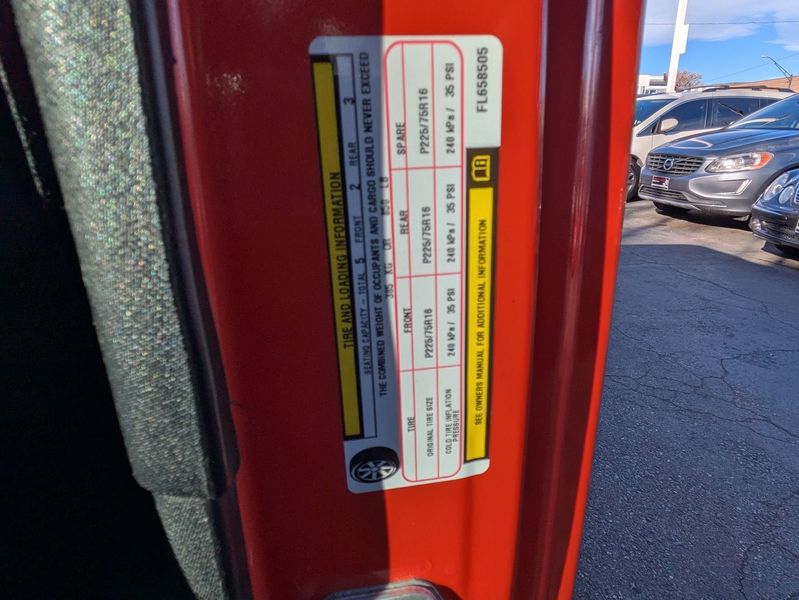 TIRE AND LOADING INFORMATION
SEATING CAPACITY - TOTAL 5 FRONT 2 REAR 3
THE COMBINED WEIGHT OF OCCUPANTS AND CARGO SHOULD NEVER EXCEED
385 KG OR 850 LB
TIRE FRONT REAR SPARE
ORIGINAL TIRE SIZE P225/75R16 P225/75R16 P225/75R16
COLD TIRE INFLATION PRESSURE 240 kPa / 35 PSI 240 kPa / 35 PSI 240 kPa / 35 PSI
SEE OWNERS MANUAL FOR ADDITIONAL INFORMATION
FL658505